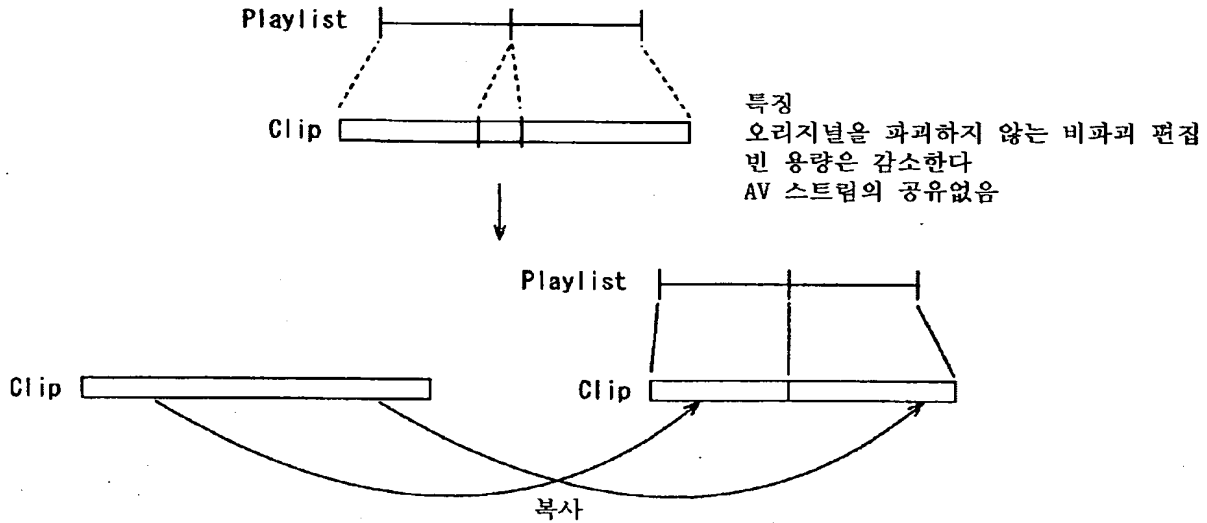 Playlist
Clip
특징
오리지널을 파괴하지 않는 비파괴 편집
빈 용량은 감소한다
AV 스트림의 공유없음
Playlist
Clip
Clip
복사